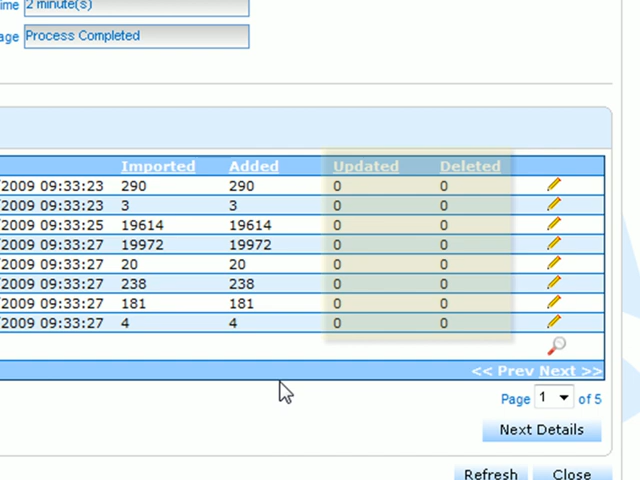 ime 2 minute(s)
age Process Completed
Imported Added Updated Deleted
/2009 09:33:23 290 290 0 0
/2009 09:33:23 3 3 0 0
/2009 09:33:25 19614 19614 0 0
/2009 09:33:27 19972 19972 0 0
/2009 09:33:27 20 20 0 0
/2009 09:33:27 238 238 0 0
/2009 09:33:27 181 181 0 0
/2009 09:33:27 4 4 0 0
<< Prev Next >>
Page 1 of 5
Next Details
Refresh Close